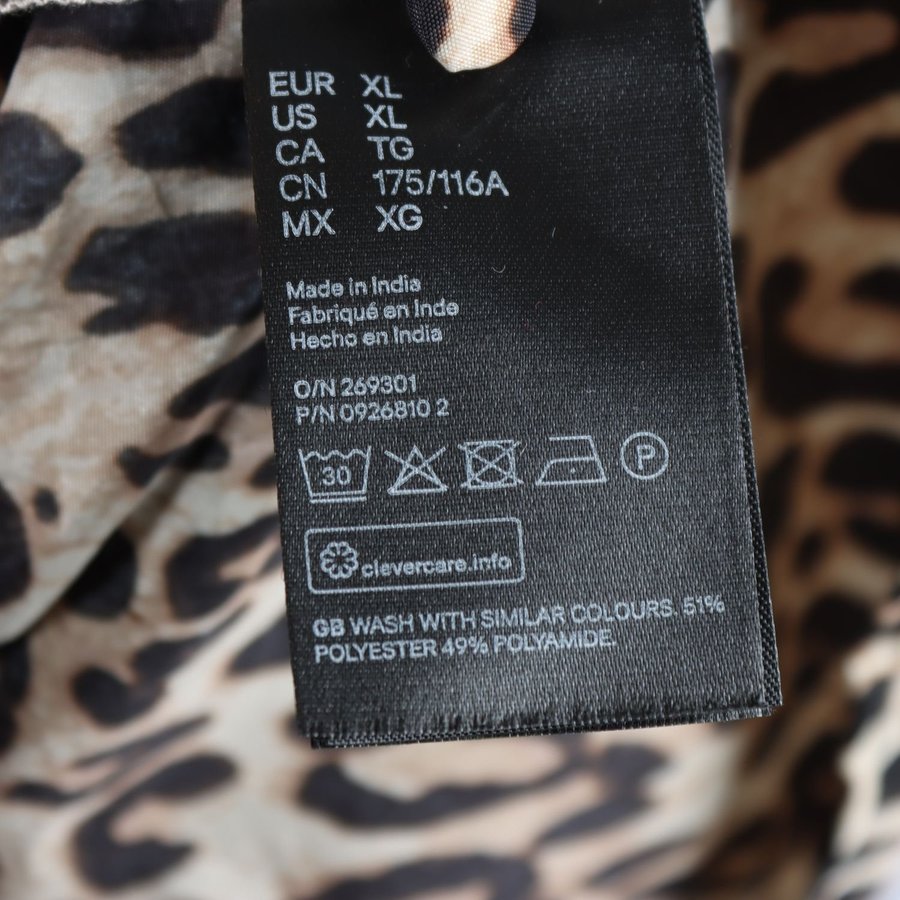 EUR XL
US XL
CA TG
CN 175/116A
MX XG
Made in India
Fabriqué en Inde
Hecho en India
O/N 269301
P/N 0926810 2
30 P
clevercare.info
GB WASH WITH SIMILAR COLOURS. 51%
POLYESTER 49% POLYAMIDE.